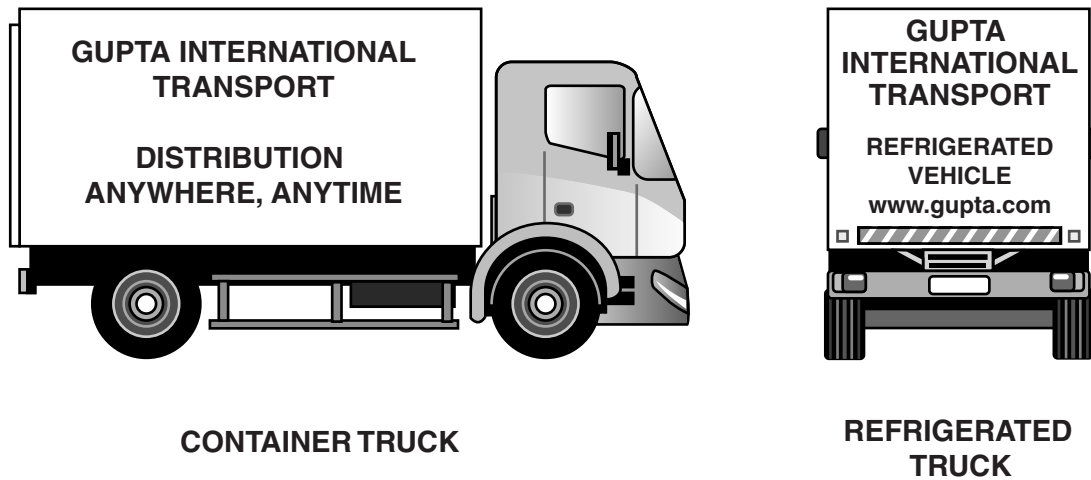 GUPTA INTERNATIONAL
TRANSPORT
DISTRIBUTION
ANYWHERE, ANYTIME
CONTAINER TRUCK
GUPTA
INTERNATIONAL
TRANSPORT
REFRIGERATED
VEHICLE
www.gupta.com
REFRIGERATED
TRUCK